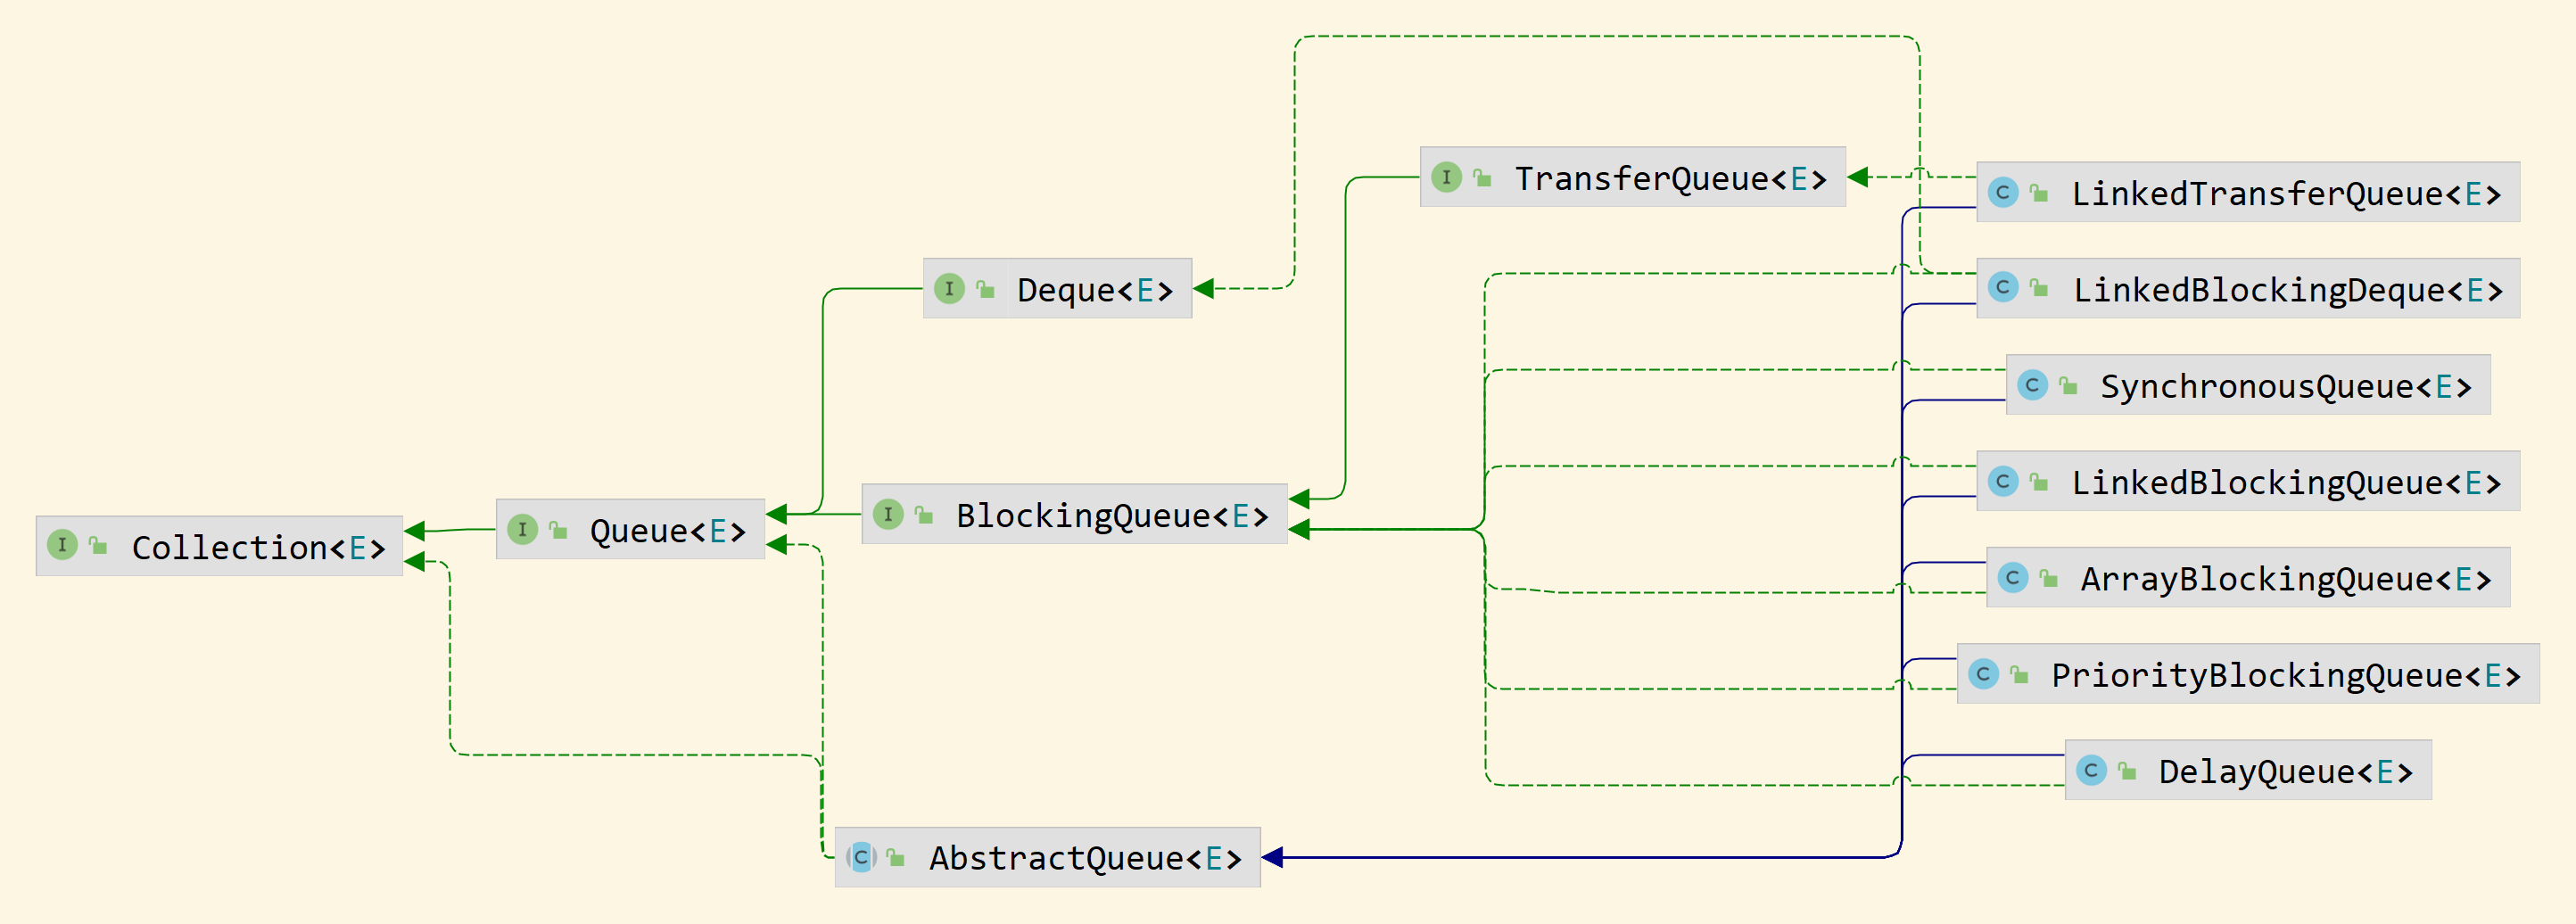 TransferQueue<E>
LinkedTransferQueue<E>
Deque<E>
LinkedBlockingDeque<E>
SynchronousQueue<E>
LinkedBlockingQueue<E>
Collection<E>
Queue<E>
BlockingQueue<E>
ArrayBlockingQueue<E>
PriorityBlockingQueue<E>
DelayQueue<E>
AbstractQueue<E>